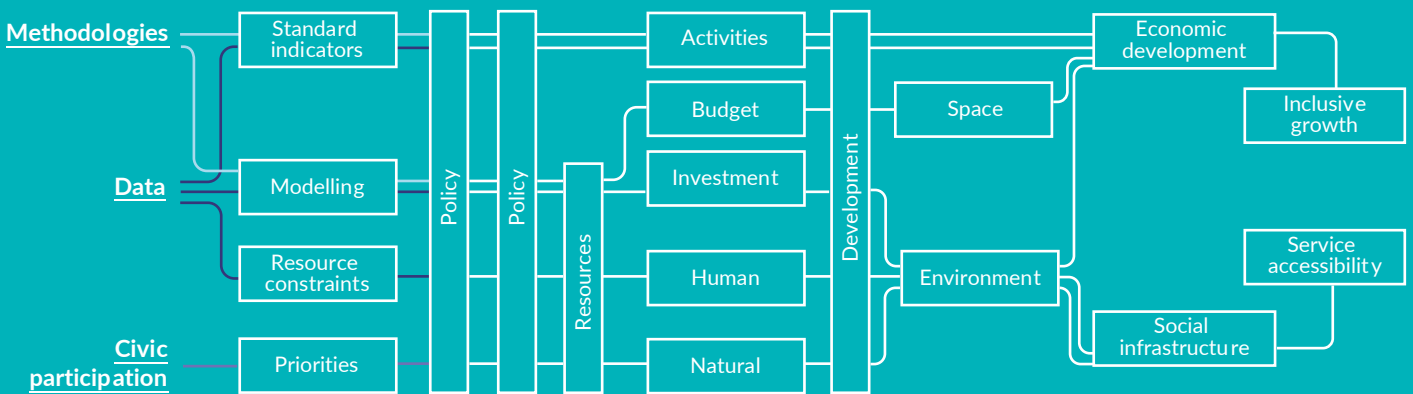 Methodologies
Data
Civic
participation
Standard
indicators
Modelling
Resource
constraints
Priorities
Policy
Policy
Resources
Activities
Budget
Investment
Human
Natural
Development
Space
Environment
Economic
development
Social
infrastructure
Inclusive
growth
Service
accessibility